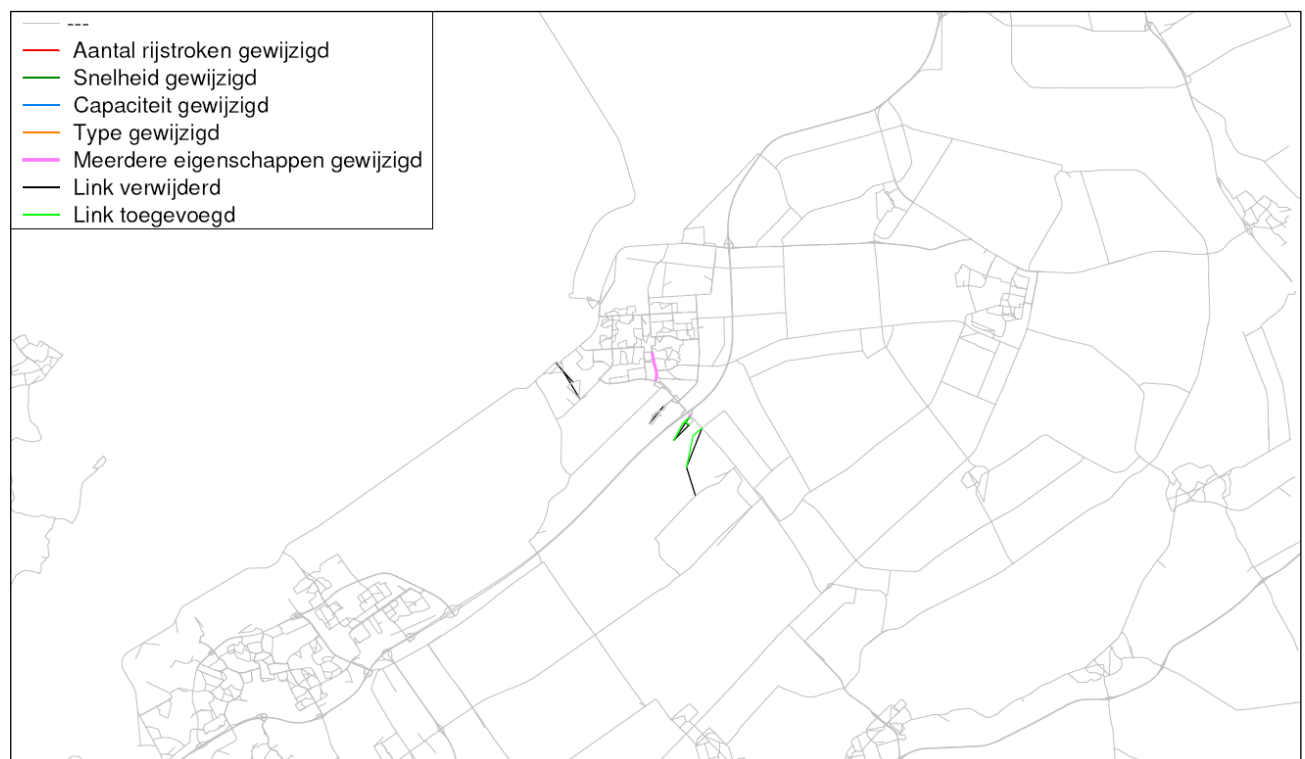 ---
Aantal rijstroken gewijzigd
Snelheid gewijzigd
Capaciteit gewijzigd
Type gewijzigd
Meerdere eigenschappen gewijzigd
Link verwijderd
Link toegevoegd